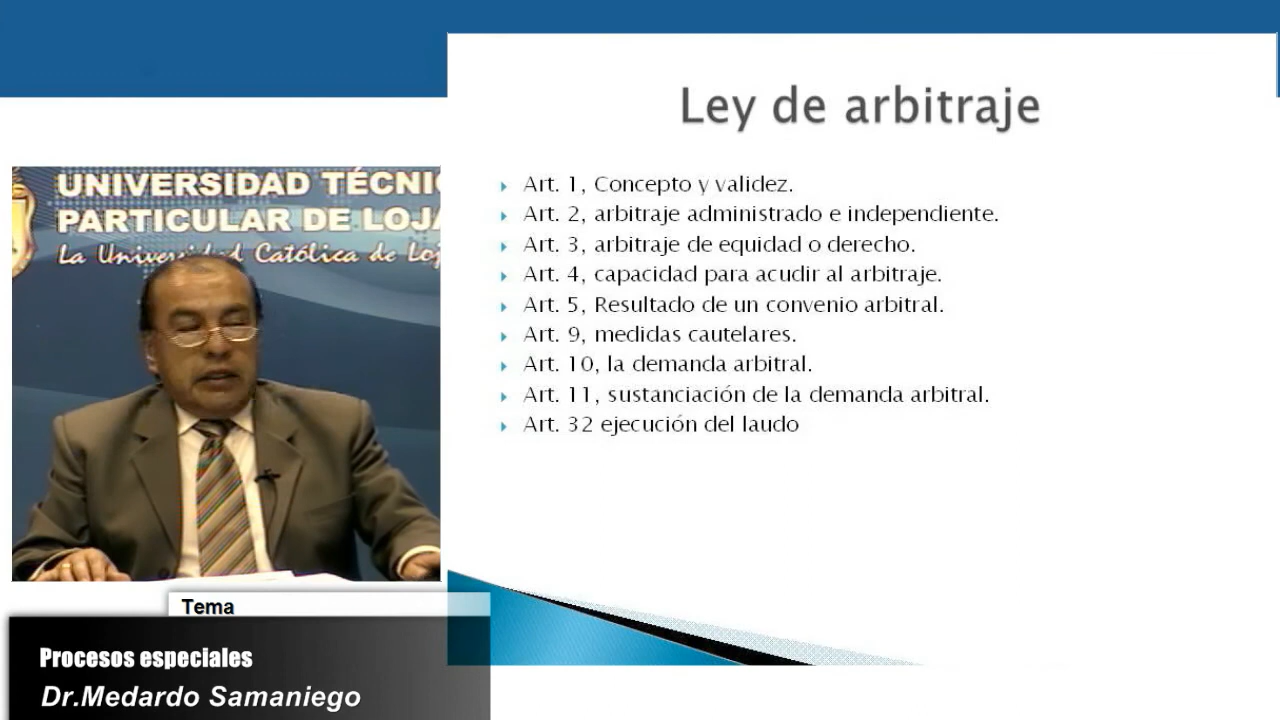 Ley de arbitraje
Art. 1, Concepto y validez.
Art. 2, arbitraje administrado e independiente.
Art. 3, arbitraje de equidad o derecho.
Art. 4, capacidad para acudir al arbitraje.
Art. 5, Resultado de un convenio arbitral.
Art. 9, medidas cautelares.
Art. 10, la demanda arbitral.
Art. 11, sustanciación de la demanda arbitral.
Art. 32 ejecución del laudo
UNIVERSIDAD TÉCNIC
PARTICULAR DE LOJA
La Universidad Católica de Loj
Tema
Procesos especiales
Dr.Medardo Samaniego